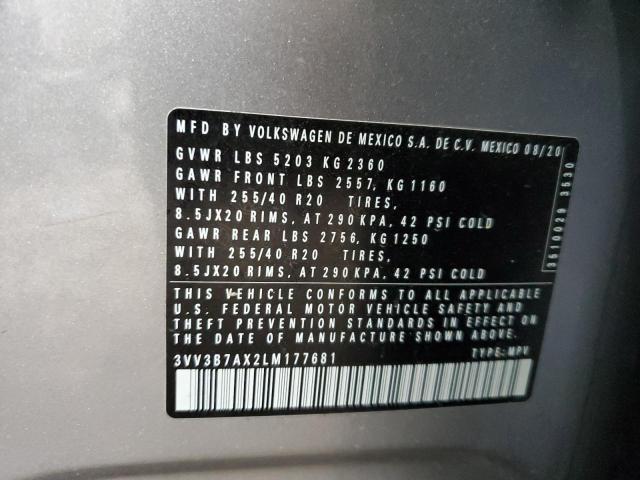 MFD BY VOLKSWAGEN DE MEXICO S.A. DE C.V. MEXICO 08/20
GVWR LBS 5203 KG 2360
GAWR FRONT LBS 2557, KG 1160
WITH 255/40 R20 TIRES,
8.5JX20 RIMS, AT 290 KPA, 42 PSI COLD
GAWR REAR LBS 2756, KG 1250
WITH 255/40 R20 TIRES,
8.5JX20 RIMS, AT 290 KPA, 42 PSI COLD
THIS VEHICLE CONFORMS TO ALL APPLICABLE
U.S. FEDERAL MOTOR VEHICLE SAFETY AND
THEFT PREVENTION STANDARDS IN EFFECT ON
THE DATE OF MANUFACTURE SHOWN ABOVE.
3VV3B7AX2LM177681 TYPE: MPV
3510029 3530